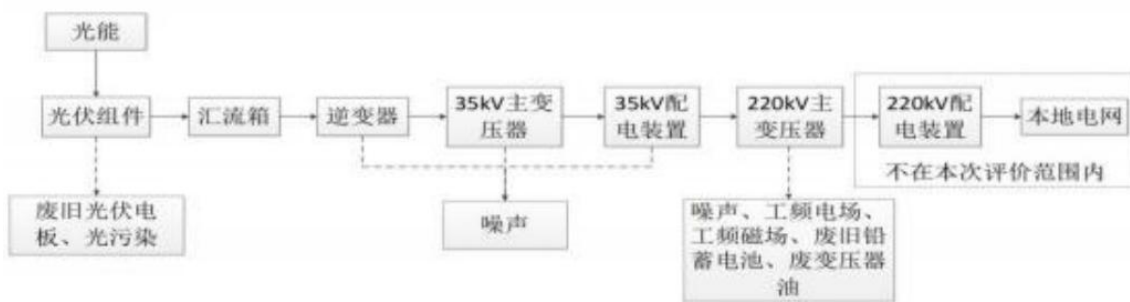 光能
光伏组件
汇流箱
逆变器
35kV主变
压器
35kV配
电装置
220kV主
变压器
220kV配
电装置
本地电网
不在本次评价范围内
废旧光伏电
板、光污染
噪声
噪声、工频电场、
工频磁场、废旧铅
蓄电池、废变压器
油